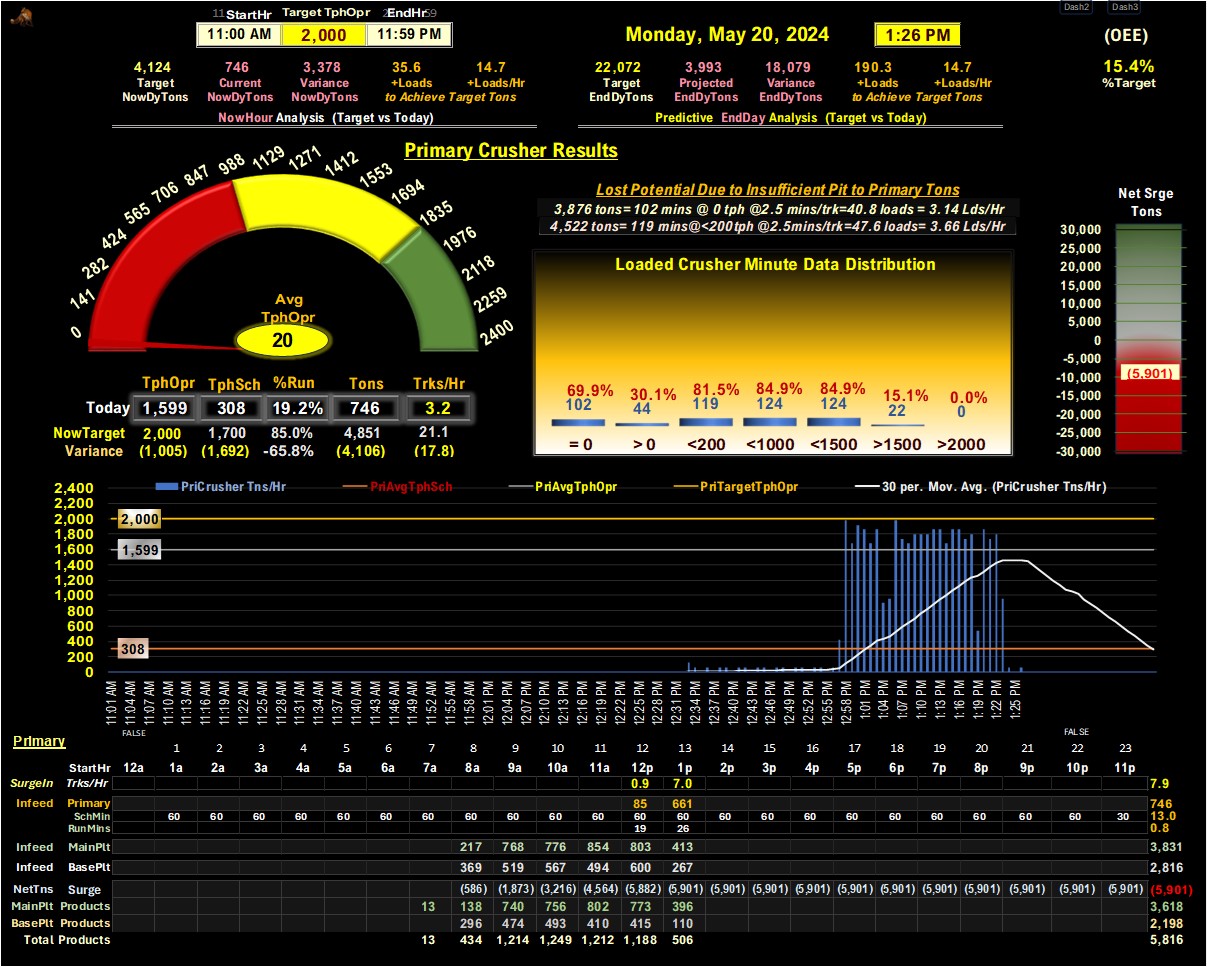 Dash2 Dash3
11 StartHr Target TphOpr 2 EndHr 59
11:00 AM 2,000 11:59 PM
Monday, May 20, 2024 1:26 PM (OEE)
4,124 746 3,378 35.6 14.7 22,072 3,993 18,079 190.3 14.7 15.4%
Target Current Variance +Loads +Loads/Hr Target Projected Variance +Loads +Loads/Hr %Target
NowDyTons NowDyTons NowDyTons to Achieve Target Tons EndDyTons EndDyTons EndDyTons to Achieve Target Tons
NowHour Analysis (Target vs Today) Predictive EndDay Analysis (Target vs Today)
Primary Crusher Results
0 141 282 424 565 706 847 988 1129 1271 1412 1553 1694 1835 1976 2118 2259 2400
Avg
TphOpr
20
Lost Potential Due to Insufficient Pit to Primary Tons
3,876 tons= 102 mins @ 0 tph @2.5 mins/trk=40.8 loads = 3.14 Lds/Hr
4,522 tons= 119 mins@<200tph @2.5mins/trk=47.6 loads= 3.66 Lds/Hr
Net Srge
Tons
30,000
25,000
20,000
15,000
10,000
5,000
0
-5,000
(5,901)
-10,000
-15,000
-20,000
-25,000
-30,000
Loaded Crusher Minute Data Distribution
69.9% 30.1% 81.5% 84.9% 84.9% 15.1% 0.0%
102 44 119 124 124 22 0
= 0 > 0 <200 <1000 <1500 >1500 >2000
TphOpr TphSch %Run Tons Trks/Hr
Today 1,599 308 19.2% 746 3.2
NowTarget 2,000 1,700 85.0% 4,851 21.1
Variance (1,005) (1,692) -65.8% (4,106) (17.8)
PriCrusher Tns/Hr PriAvgTphSch PriAvgTphOpr PriTargetTphOpr 30 per. Mov. Avg. (PriCrusher Tns/Hr)
2,400
2,200
2,000 2,000
1,800
1,600 1,599
1,400
1,200
1,000
800
600
400 308
200
0
11:01 AM 11:04 AM 11:07 AM 11:10 AM 11:13 AM 11:16 AM 11:19 AM 11:22 AM 11:25 AM 11:28 AM 11:31 AM 11:34 AM 11:37 AM 11:40 AM 11:43 AM 11:46 AM 11:49 AM 11:52 AM 11:55 AM 11:58 AM 12:01 PM 12:04 PM 12:07 PM 12:10 PM 12:13 PM 12:16 PM 12:19 PM 12:22 PM 12:25 PM 12:28 PM 12:31 PM 12:34 PM 12:37 PM 12:40 PM 12:43 PM 12:46 PM 12:49 PM 12:52 PM 12:55 PM 12:58 PM 1:01 PM 1:04 PM 1:07 PM 1:10 PM 1:13 PM 1:16 PM 1:19 PM 1:22 PM 1:25 PM
FALSE FALSE
Primary 1 2 3 4 5 6 7 8 9 10 11 12 13 14 15 16 17 18 19 20 21 22 23
StartHr 12a 1a 2a 3a 4a 5a 6a 7a 8a 9a 10a 11a 12p 1p 2p 3p 4p 5p 6p 7p 8p 9p 10p 11p
SurgeIn Trks/Hr 0.9 7.0 7.9
Infeed Primary 85 661 746
SchMin 60 60 60 60 60 60 60 60 60 60 60 60 60 60 60 60 60 60 60 60 60 60 30 13.0
RunMins 19 26 0.8
Infeed MainPlt 217 768 776 854 803 413 3,831
Infeed BasePlt 369 519 567 494 600 267 2,816
NetTns Surge (586) (1,873) (3,216) (4,564) (5,882) (5,901) (5,901) (5,901) (5,901) (5,901) (5,901) (5,901) (5,901) (5,901) (5,901) (5,901) (5,901)
MainPlt Products 13 138 740 756 802 773 396 3,618
BasePlt Products 296 474 493 410 415 110 2,198
Total Products 13 434 1,214 1,249 1,212 1,188 506 5,816